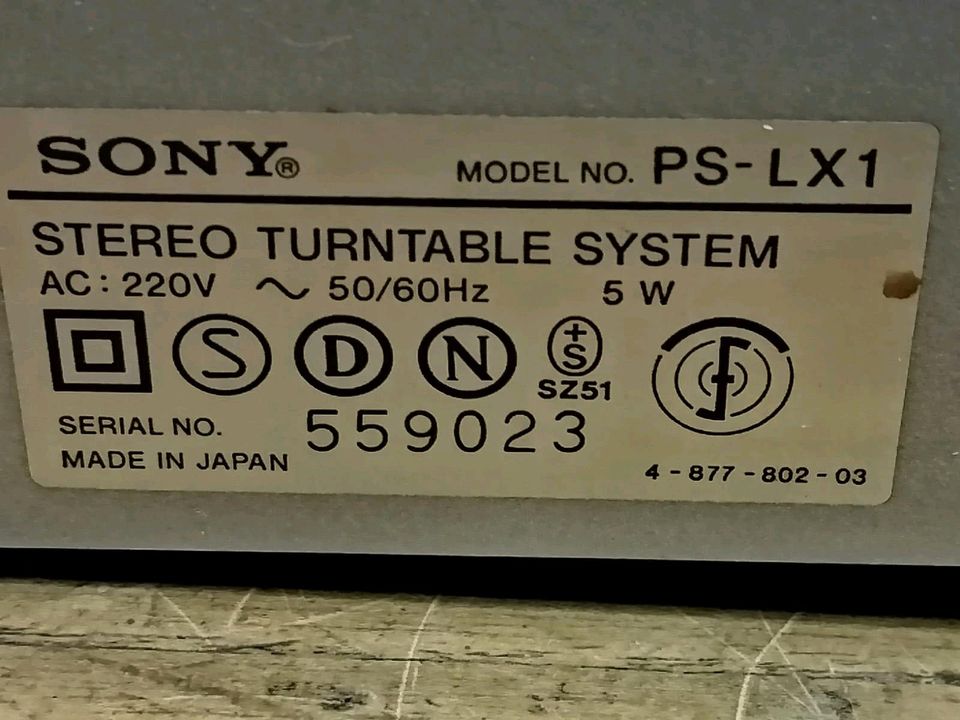 SONY® MODEL NO. PS-LX1
STEREO TURNTABLE SYSTEM
AC: 220V ~ 50/60Hz 5 W
S D N +S
SZ51
SERIAL NO. 559023
MADE IN JAPAN
4-877-802-03